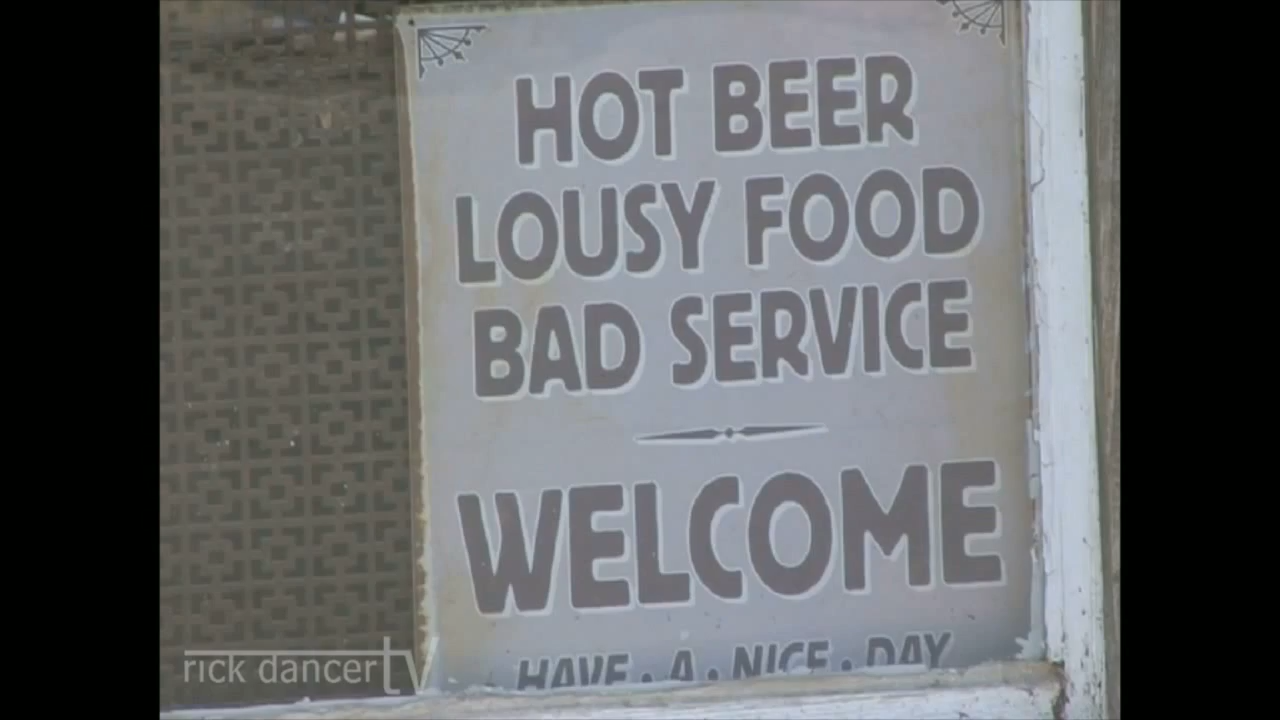 HOT BEER
LOUSY FOOD
BAD SERVICE
WELCOME
HAVE • A • NICE • DAY
rick dancer tv